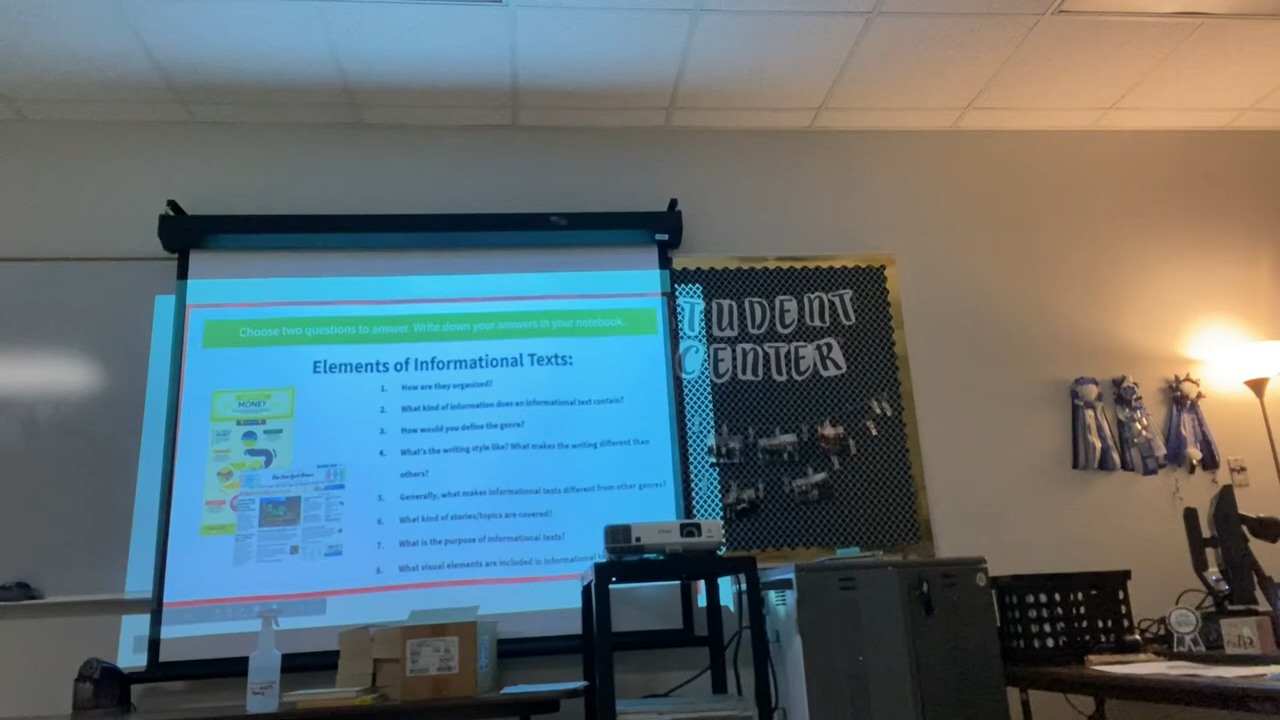 Choose two questions to answer. Write down your answers in your notebook.
Elements of Informational Texts:
1. How are they organized?
2. What kind of information does an informational text contain?
3. How would you define the genre?
4. What's the writing style like? What makes the writing different than
others?
5. Generally, what makes informational texts different from other genres?
6. What kind of stories/topics are covered?
7. What is the purpose of informational texts?
8. What visual elements are included in informational
MONEY
The New York Times
TUDENT
CENTER